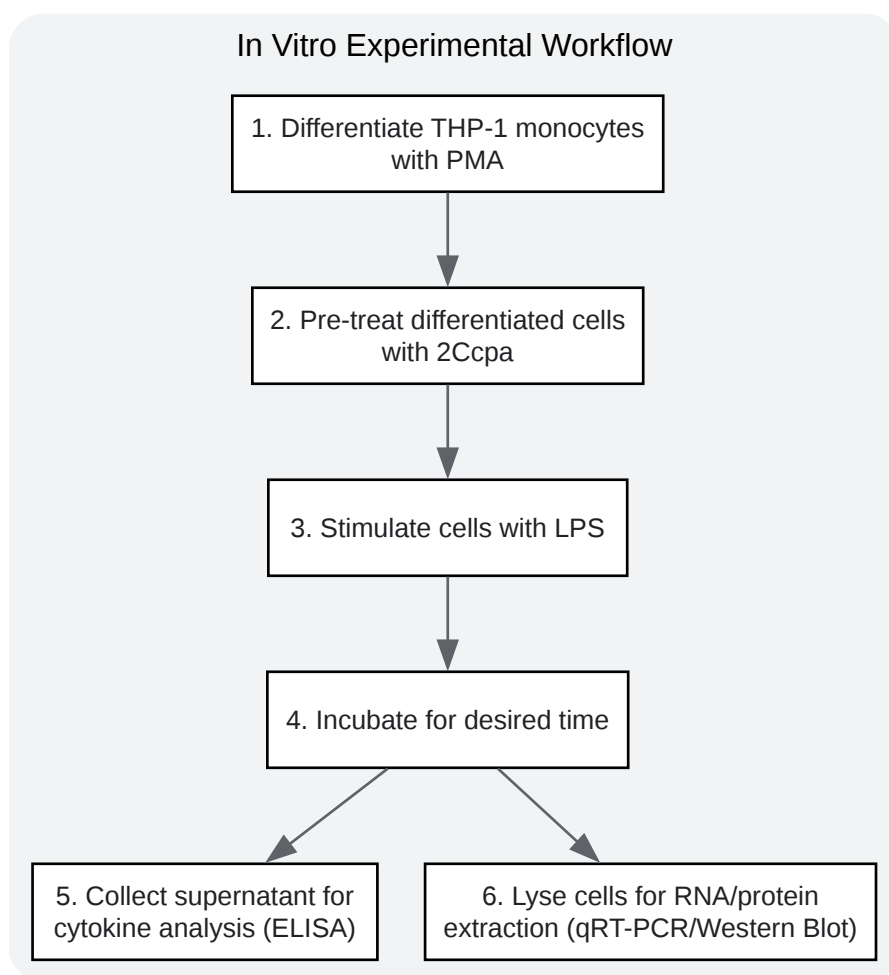 In Vitro Experimental Workflow
1. Differentiate THP-1 monocytes
with PMA
2. Pre-treat differentiated cells
with 2Ccpa
3. Stimulate cells with LPS
4. Incubate for desired time
5. Collect supernatant for
cytokine analysis (ELISA)
6. Lyse cells for RNA/protein
extraction (qRT-PCR/Western Blot)